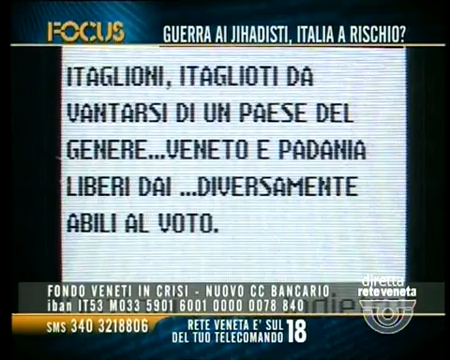 FOCUS
GUERRA AI JIHADISTI, ITALIA A RISCHIO?
ITAGLIONI, ITAGLIOTI DA
VANTARSI DI UN PAESE DEL
GENERE...VENETO E PADANIA
LIBERI DAI ...DIVERSAMENTE
ABILI AL VOTO.
diretta
reteveneta
FONDO VENETI IN CRISI - NUOVO CC BANCARIO
iban IT53 M033 5901 6001 0000 0078 840
SMS 340 3218806
RETE VENETA E' SUL
DEL TUO TELECOMANDO
18